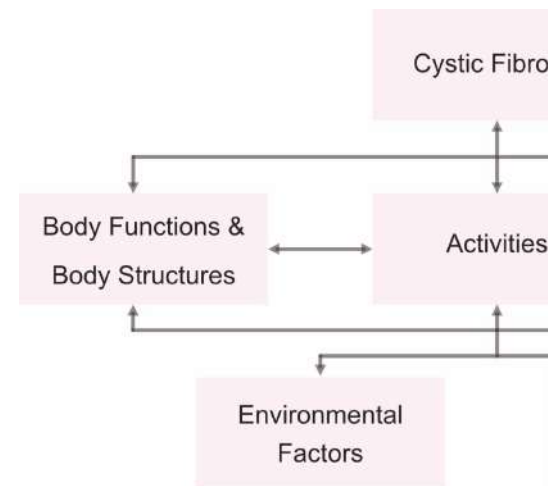 Cystic Fibro
Body Functions &
Body Structures
Activities
Environmental
Factors